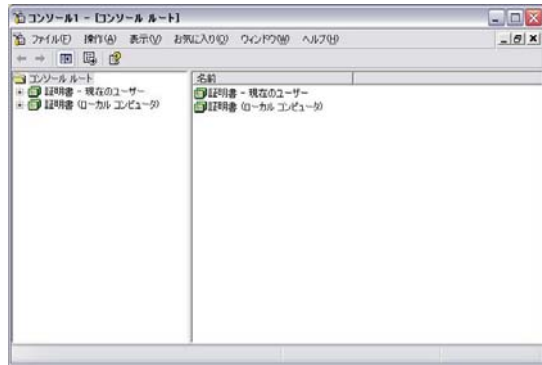 コンソール1 - [コンソール ルート]
ファイル(F) 操作(A) 表示(V) お気に入り(O) ウィンドウ(W) ヘルプ(H)
コンソール ルート
証明書 - 現在のユーザー
証明書 (ローカル コンピュータ)
名前
証明書 - 現在のユーザー
証明書 (ローカル コンピュータ)